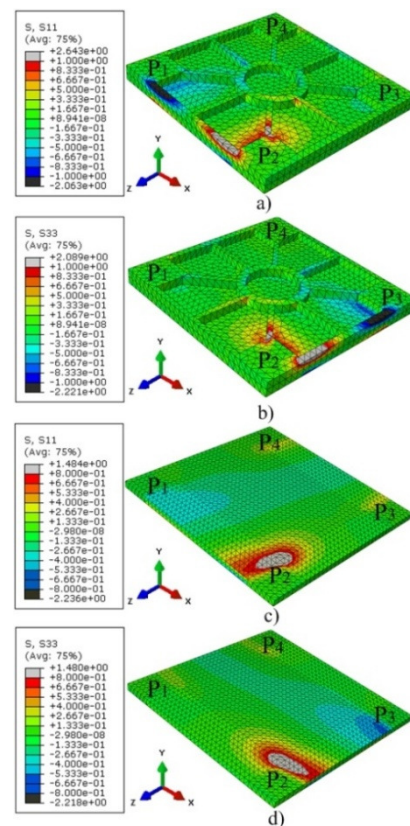 S, S11
(Avg: 75%)
+2.643e+00
+1.000e+00
+8.333e-01
+6.667e-01
+5.000e-01
+3.333e-01
+1.667e-01
+8.941e-08
-1.667e-01
-3.333e-01
-5.000e-01
-6.667e-01
-8.333e-01
-1.000e+00
-2.063e+00
P4
P1
P3
P2
Y
Z
X
a)
S, S33
(Avg: 75%)
+2.089e+00
+1.000e+00
+8.333e-01
+6.667e-01
+5.000e-01
+3.333e-01
+1.667e-01
+8.941e-08
-1.667e-01
-3.333e-01
-5.000e-01
-6.667e-01
-8.333e-01
-1.000e+00
-2.221e+00
P4
P1
P3
P2
Y
Z
X
b)
S, S11
(Avg: 75%)
+1.484e+00
+8.000e-01
+6.667e-01
+5.333e-01
+4.000e-01
+2.667e-01
+1.333e-01
-2.980e-08
-1.333e-01
-2.667e-01
-4.000e-01
-5.333e-01
-6.667e-01
-8.000e-01
-2.236e+00
P4
P1
P3
P2
Y
Z
X
c)
S, S33
(Avg: 75%)
+1.480e+00
+8.000e-01
+6.667e-01
+5.333e-01
+4.000e-01
+2.667e-01
+1.333e-01
-2.980e-08
-1.333e-01
-2.667e-01
-4.000e-01
-5.333e-01
-6.667e-01
-8.000e-01
-2.218e+00
P4
P1
P3
P2
Y
Z
X
d)